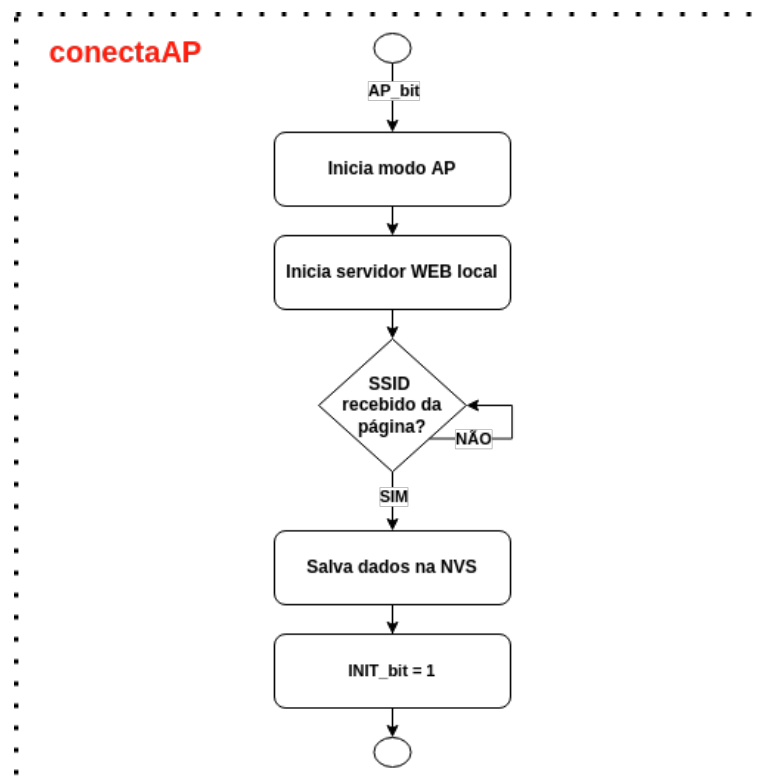 conectaAP
AP_bit
Inicia modo AP
Inicia servidor WEB local
SSID
recebido da
página?
NÃO
SIM
Salva dados na NVS
INIT_bit = 1